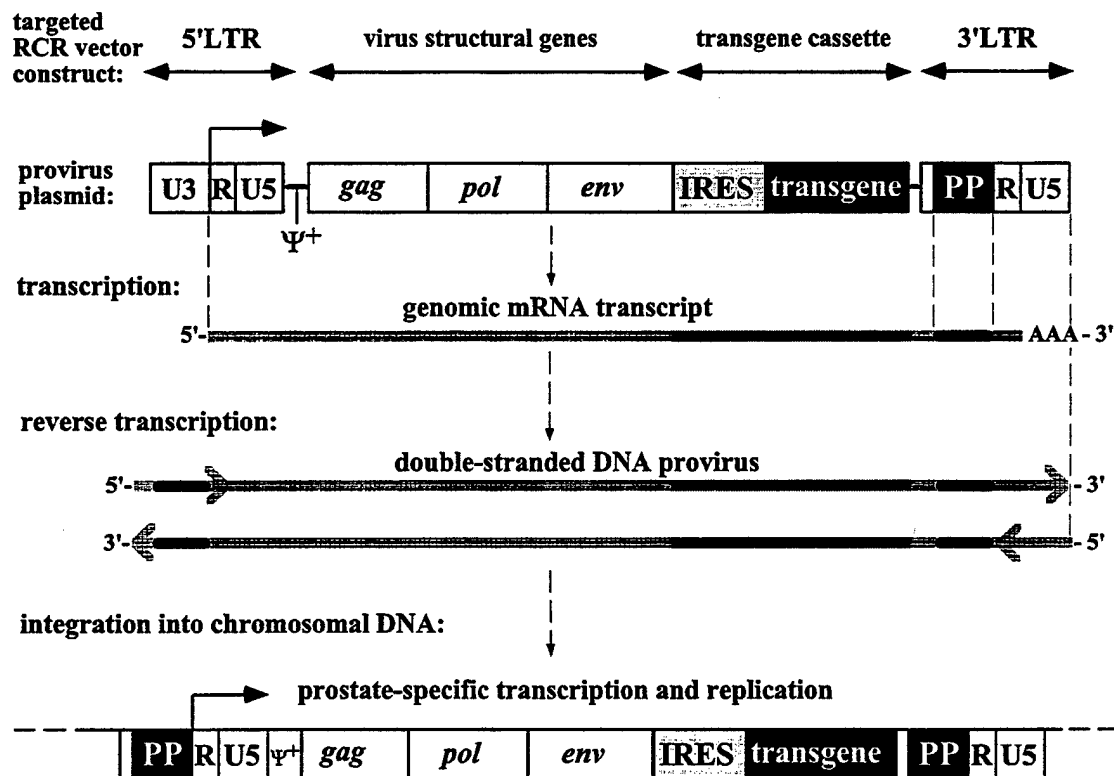 targeted
RCR vector
construct:
5'LTR
virus structural genes
transgene cassette
3'LTR
provirus
plasmid:
U3 R U5 gag pol env IRES transgene PP R U5
Ψ+
transcription:
genomic mRNA transcript
5'- AAA - 3'
reverse transcription:
double-stranded DNA provirus
5'- - 3'
3'- - 5'
integration into chromosomal DNA:
prostate-specific transcription and replication
PP R U5 Ψ+ gag pol env IRES transgene PP R U5